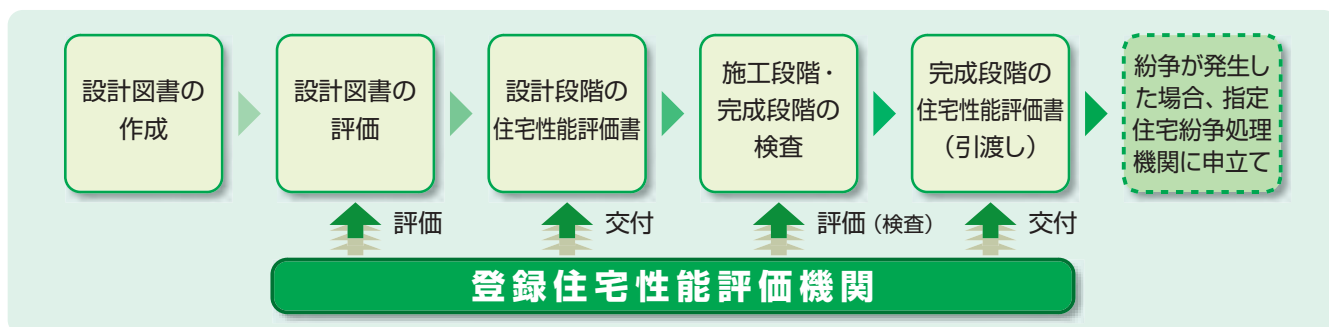 設計図書の
作成
設計図書の
評価
設計段階の
住宅性能評価書
施工段階・
完成段階の
検査
完成段階の
住宅性能評価書
（引渡し）
紛争が発生し
た場合、指定
住宅紛争処理
機関に申立て
評価
交付
評価（検査）
交付
登録住宅性能評価機関